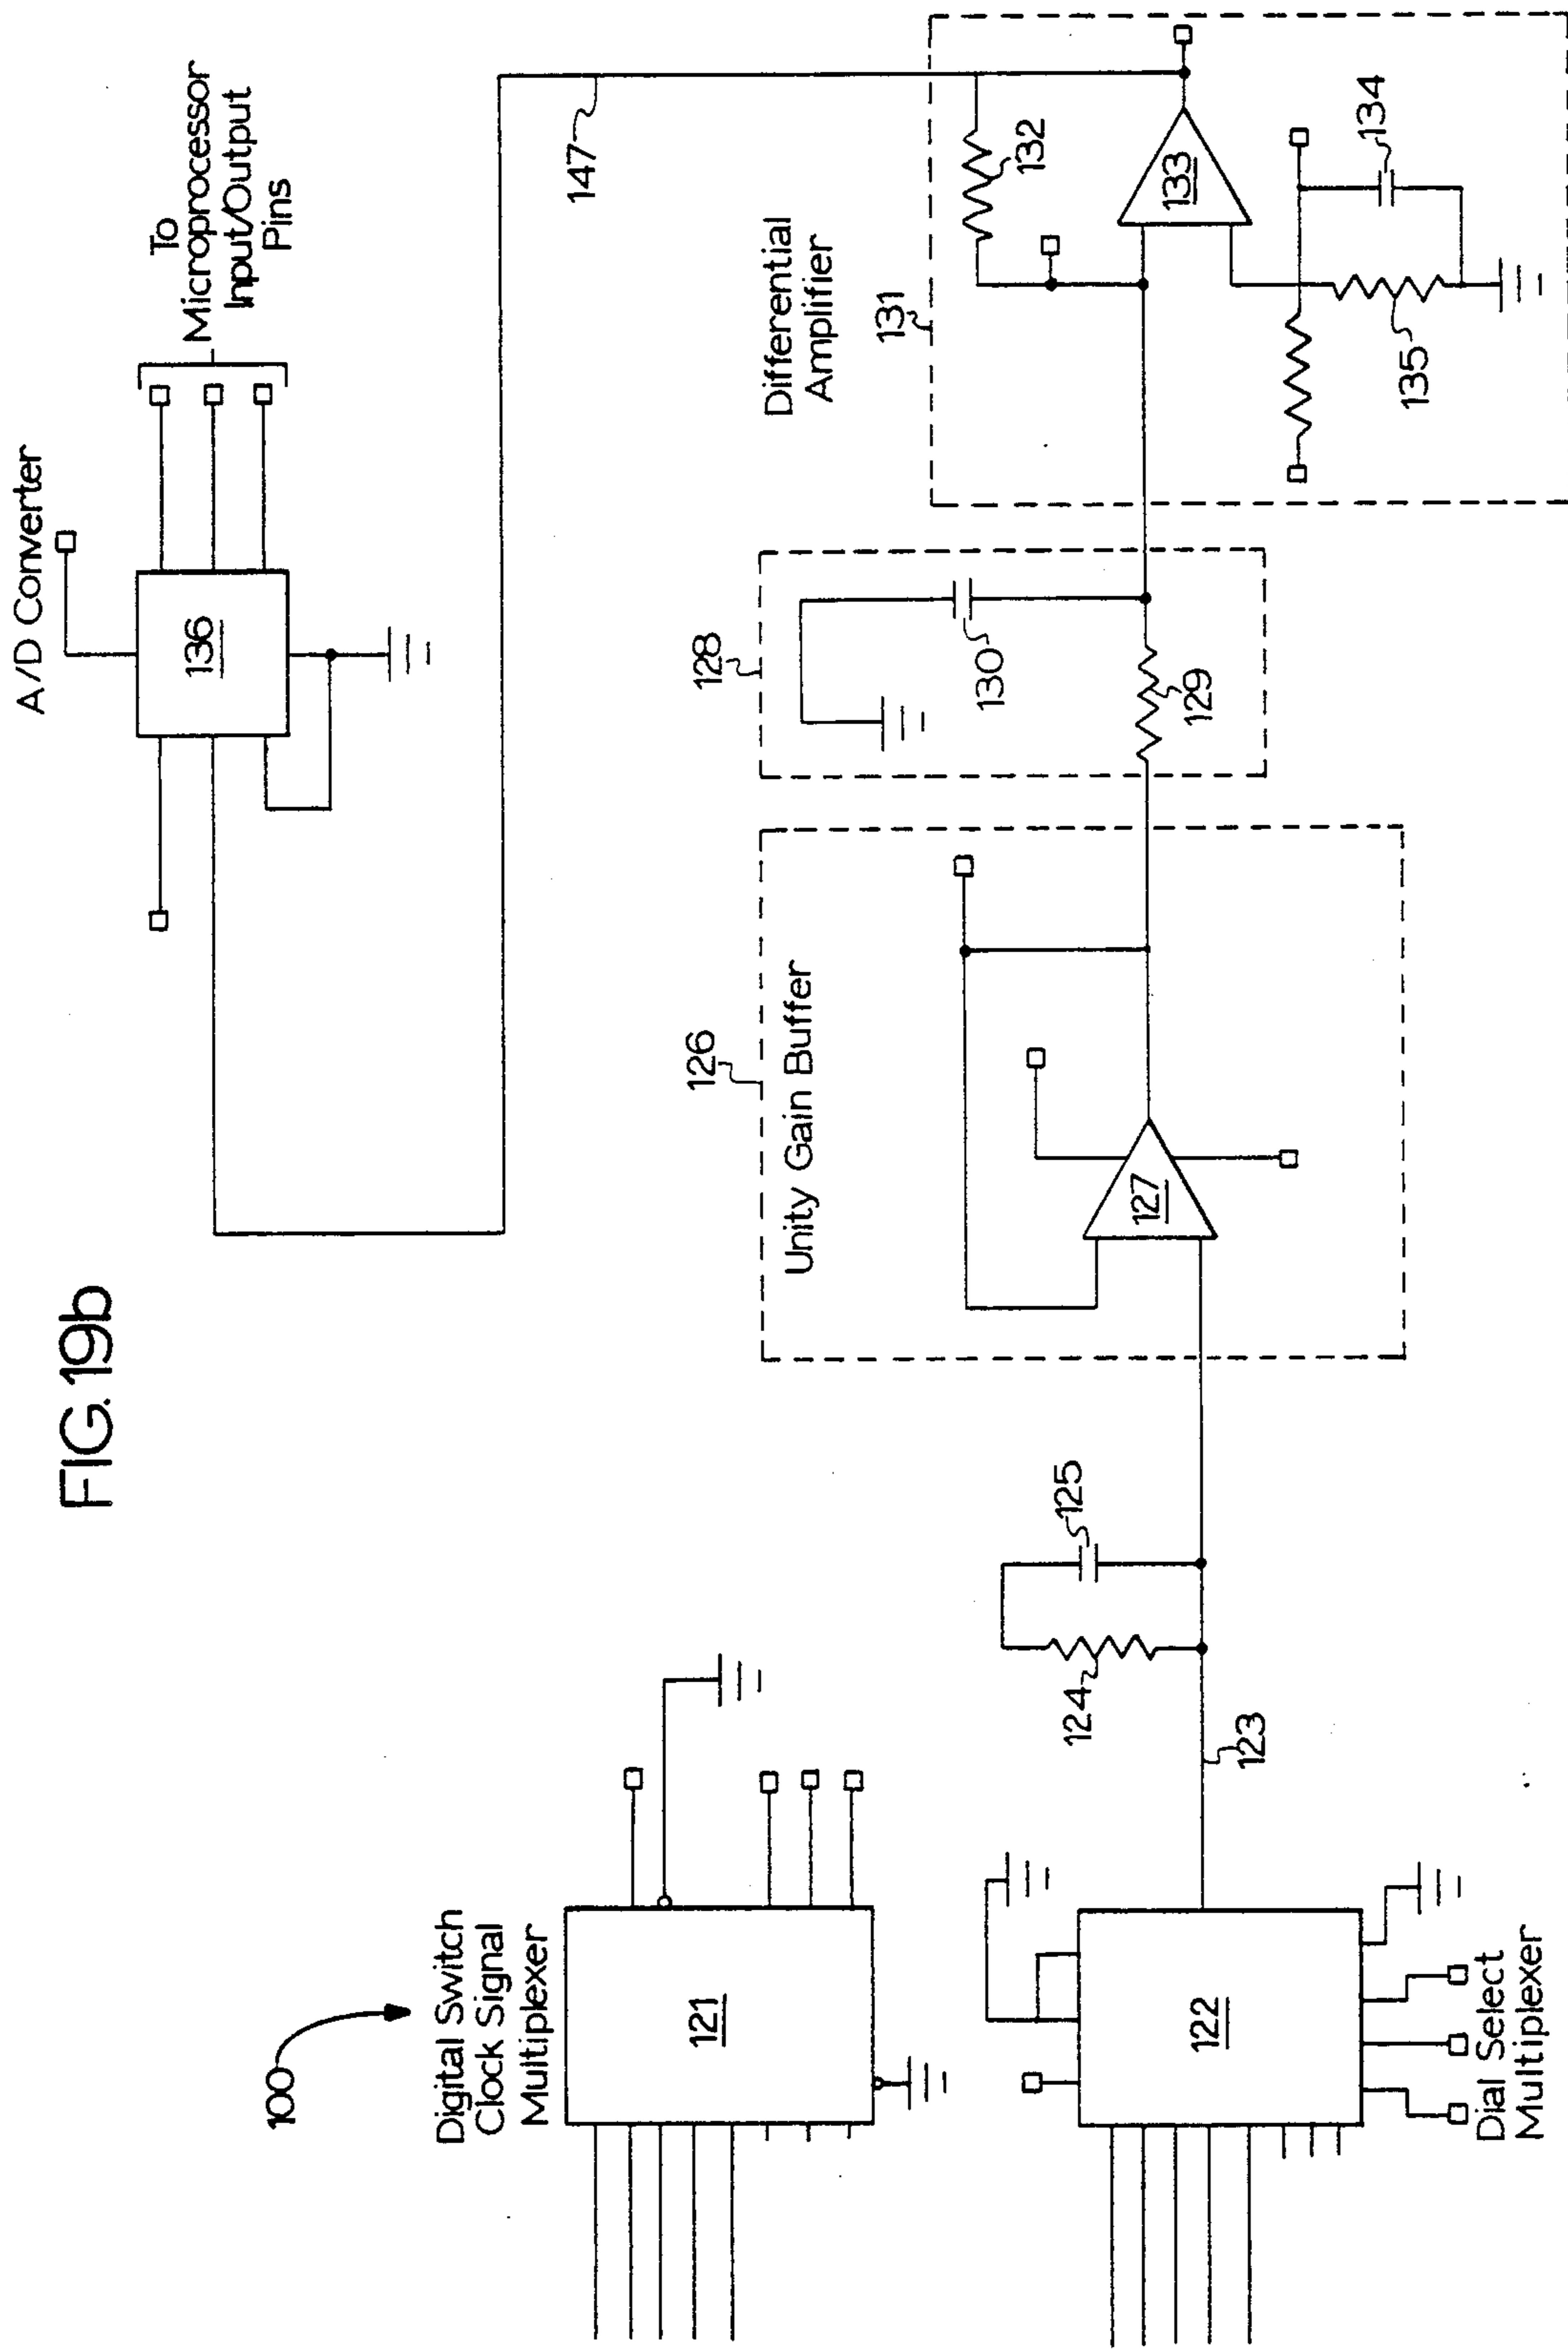 FIG. 19b
A/D Converter
136
To
Microprocessor
Input/Output
Pins
147
100
Digital Switch
Clock Signal
Multiplexer
121
122
Dial Select
Multiplexer
123
124
125
126
Unity Gain Buffer
127
128
130
129
Differential
Amplifier
131
132
133
134
135